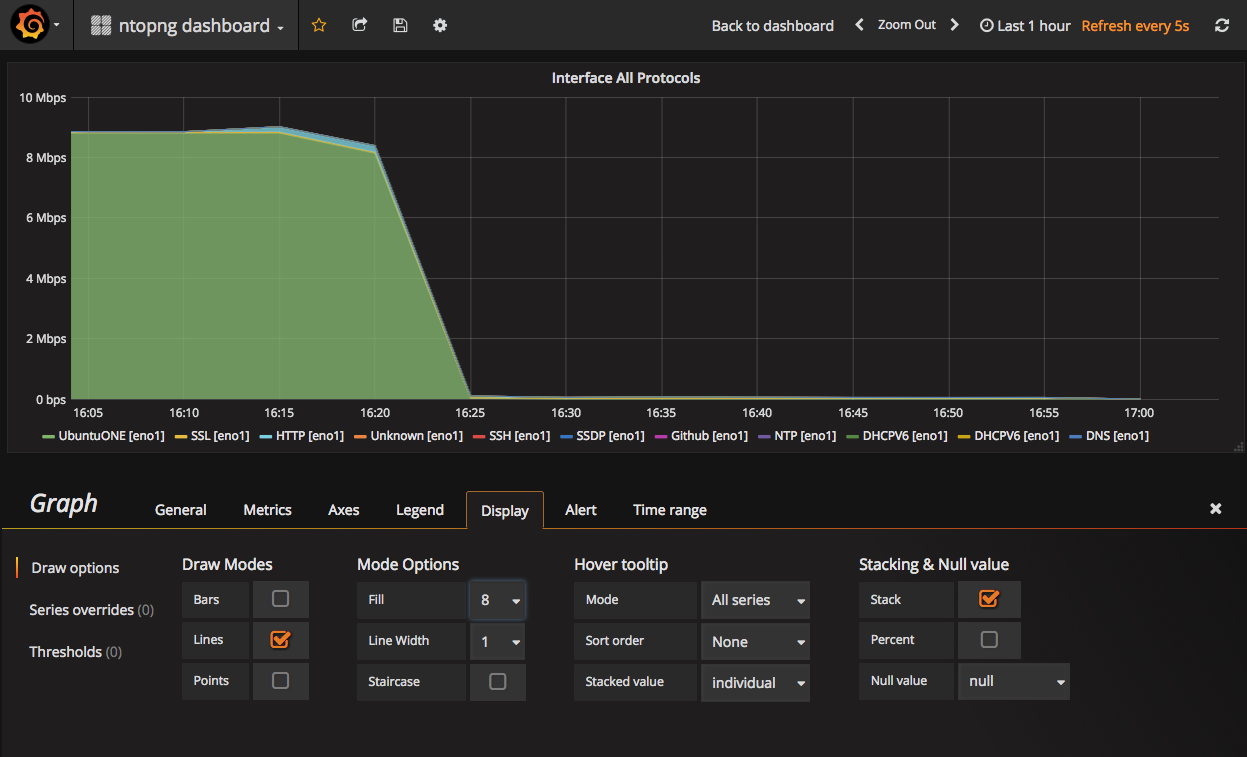 ntopng dashboard
Back to dashboard Zoom Out Last 1 hour Refresh every 5s
Interface All Protocols
10 Mbps
8 Mbps
6 Mbps
4 Mbps
2 Mbps
0 bps
16:05 16:10 16:15 16:20 16:25 16:30 16:35 16:40 16:45 16:50 16:55 17:00
UbuntuONE [eno1] SSL [eno1] HTTP [eno1] Unknown [eno1] SSH [eno1] SSDP [eno1] Github [eno1] NTP [eno1] DHCPV6 [eno1] DHCPV6 [eno1] DNS [eno1]
Graph General Metrics Axes Legend Display Alert Time range
Draw options
Series overrides (0)
Thresholds (0)
Draw Modes
Bars
Lines
Points
Mode Options
Fill 8
Line Width 1
Staircase
Hover tooltip
Mode All series
Sort order None
Stacked value individual
Stacking & Null value
Stack
Percent
Null value null